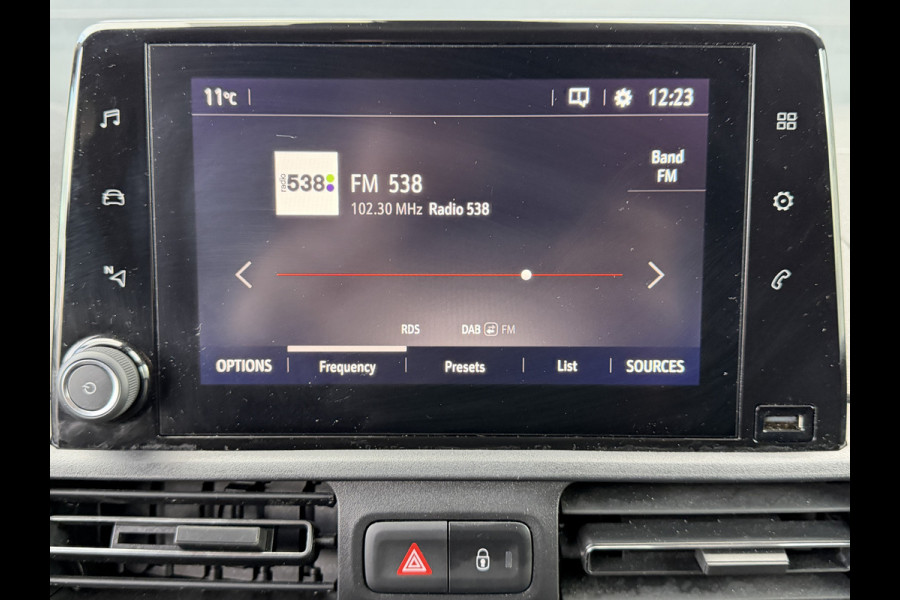 11°C
12:23
Band
FM
radio 538
FM 538
102.30 MHz Radio 538
RDS DAB FM
OPTIONS Frequency Presets List SOURCES
N